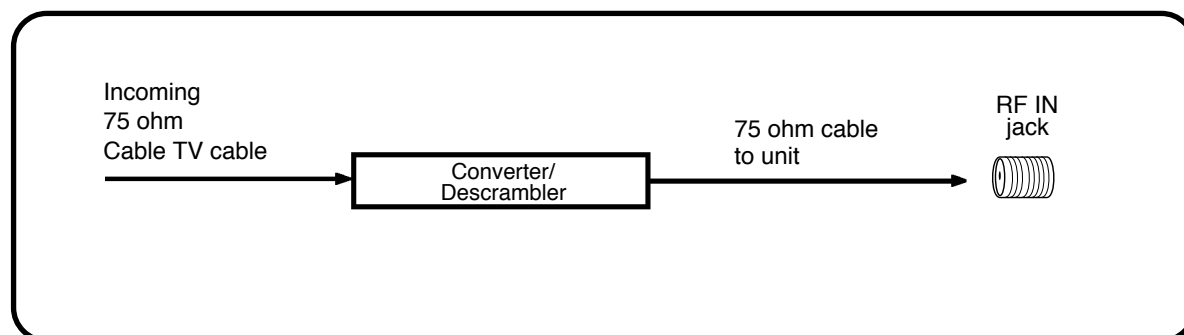 Incoming
75 ohm
Cable TV cable
Converter/
Descrambler
75 ohm cable
to unit
RF IN
jack